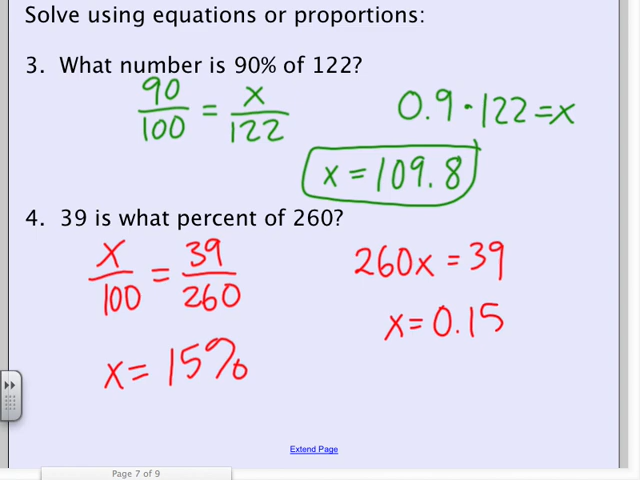 Solve using equations or proportions:
3. What number is 90% of 122?
90/100 = x/122
0.9 · 122 = x
x = 109.8
4. 39 is what percent of 260?
x/100 = 39/260
260x = 39
x = 0.15
x = 15%
Extend Page
Page 7 of 9